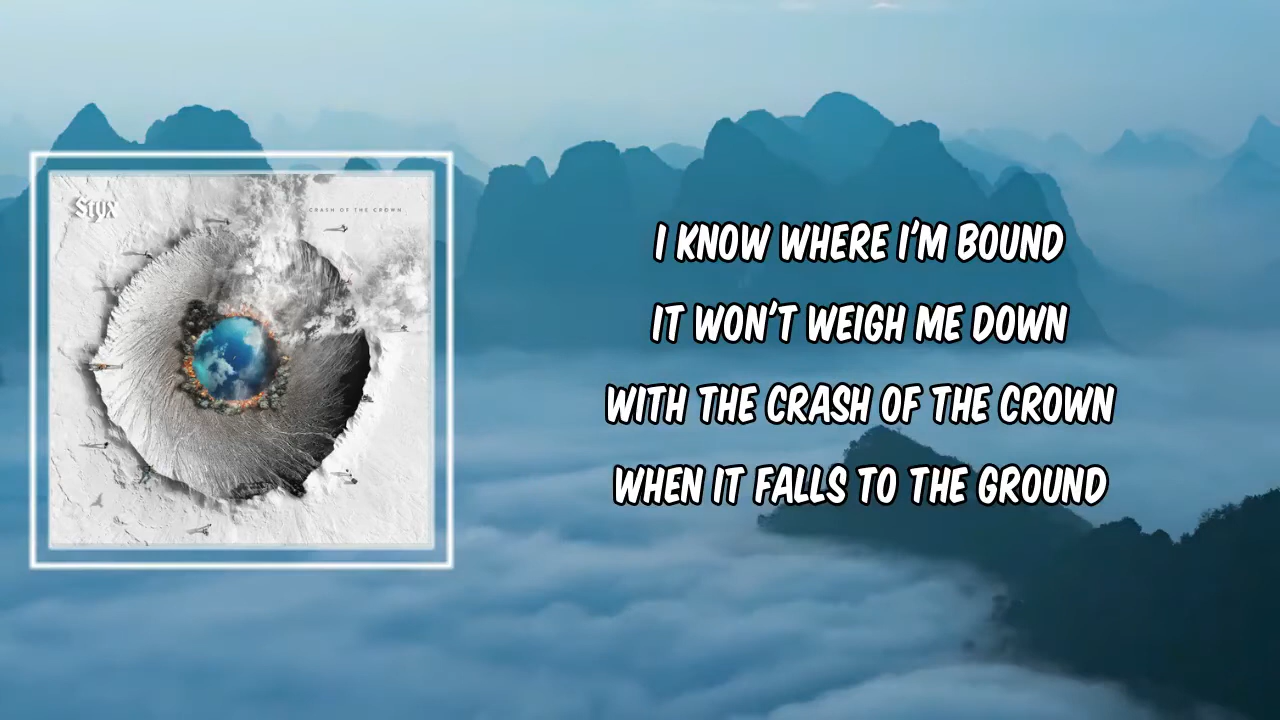 Styx
CRASH OF THE CROWN
I KNOW WHERE I'M BOUND
IT WON'T WEIGH ME DOWN
WITH THE CRASH OF THE CROWN
WHEN IT FALLS TO THE GROUND